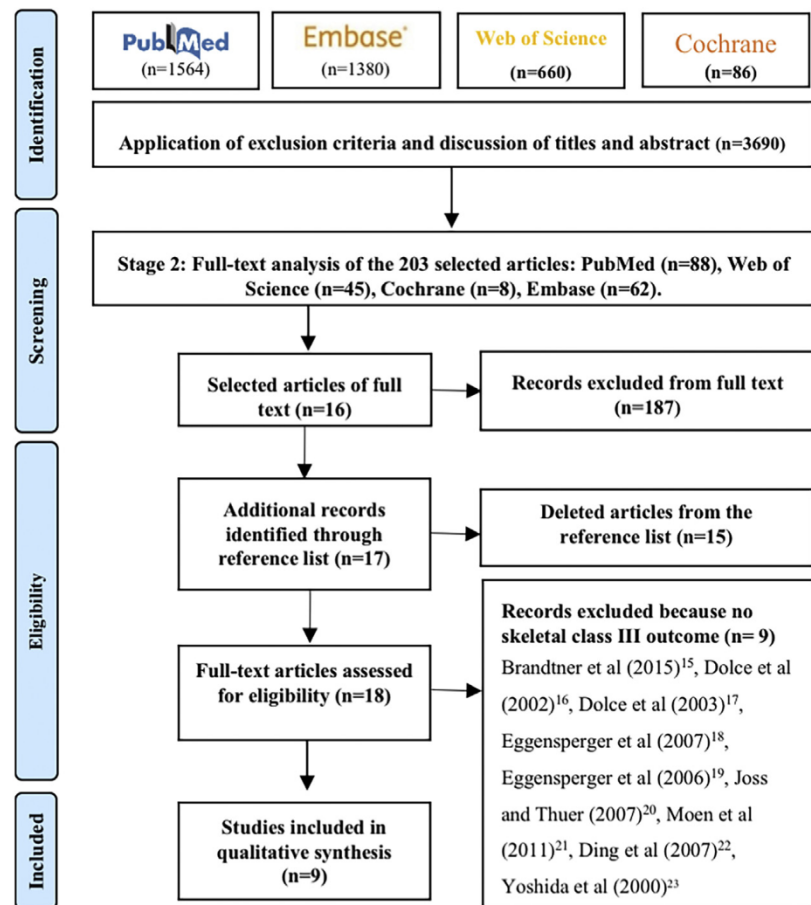 Identification
PubMed
(n=1564)
Embase®
(n=1380)
Web of Science
(n=660)
Cochrane
(n=86)
Application of exclusion criteria and discussion of titles and abstract (n=3690)
Screening
Stage 2: Full-text analysis of the 203 selected articles: PubMed (n=88), Web of
Science (n=45), Cochrane (n=8), Embase (n=62).
Selected articles of full
text (n=16)
Records excluded from full text
(n=187)
Eligibility
Additional records
identified through
reference list (n=17)
Deleted articles from the
reference list (n=15)
Full-text articles assessed
for eligibility (n=18)
Records excluded because no
skeletal class III outcome (n= 9)
Brandtner et al (2015)¹⁵, Dolce et al
(2002)¹⁶, Dolce et al (2003)¹⁷,
Eggensperger et al (2007)¹⁸,
Eggensperger et al (2006)¹⁹, Joss
and Thuer (2007)²⁰, Moen et al
(2011)²¹, Ding et al (2007)²²,
Yoshida et al (2000)²³
Included
Studies included in
qualitative synthesis
(n=9)